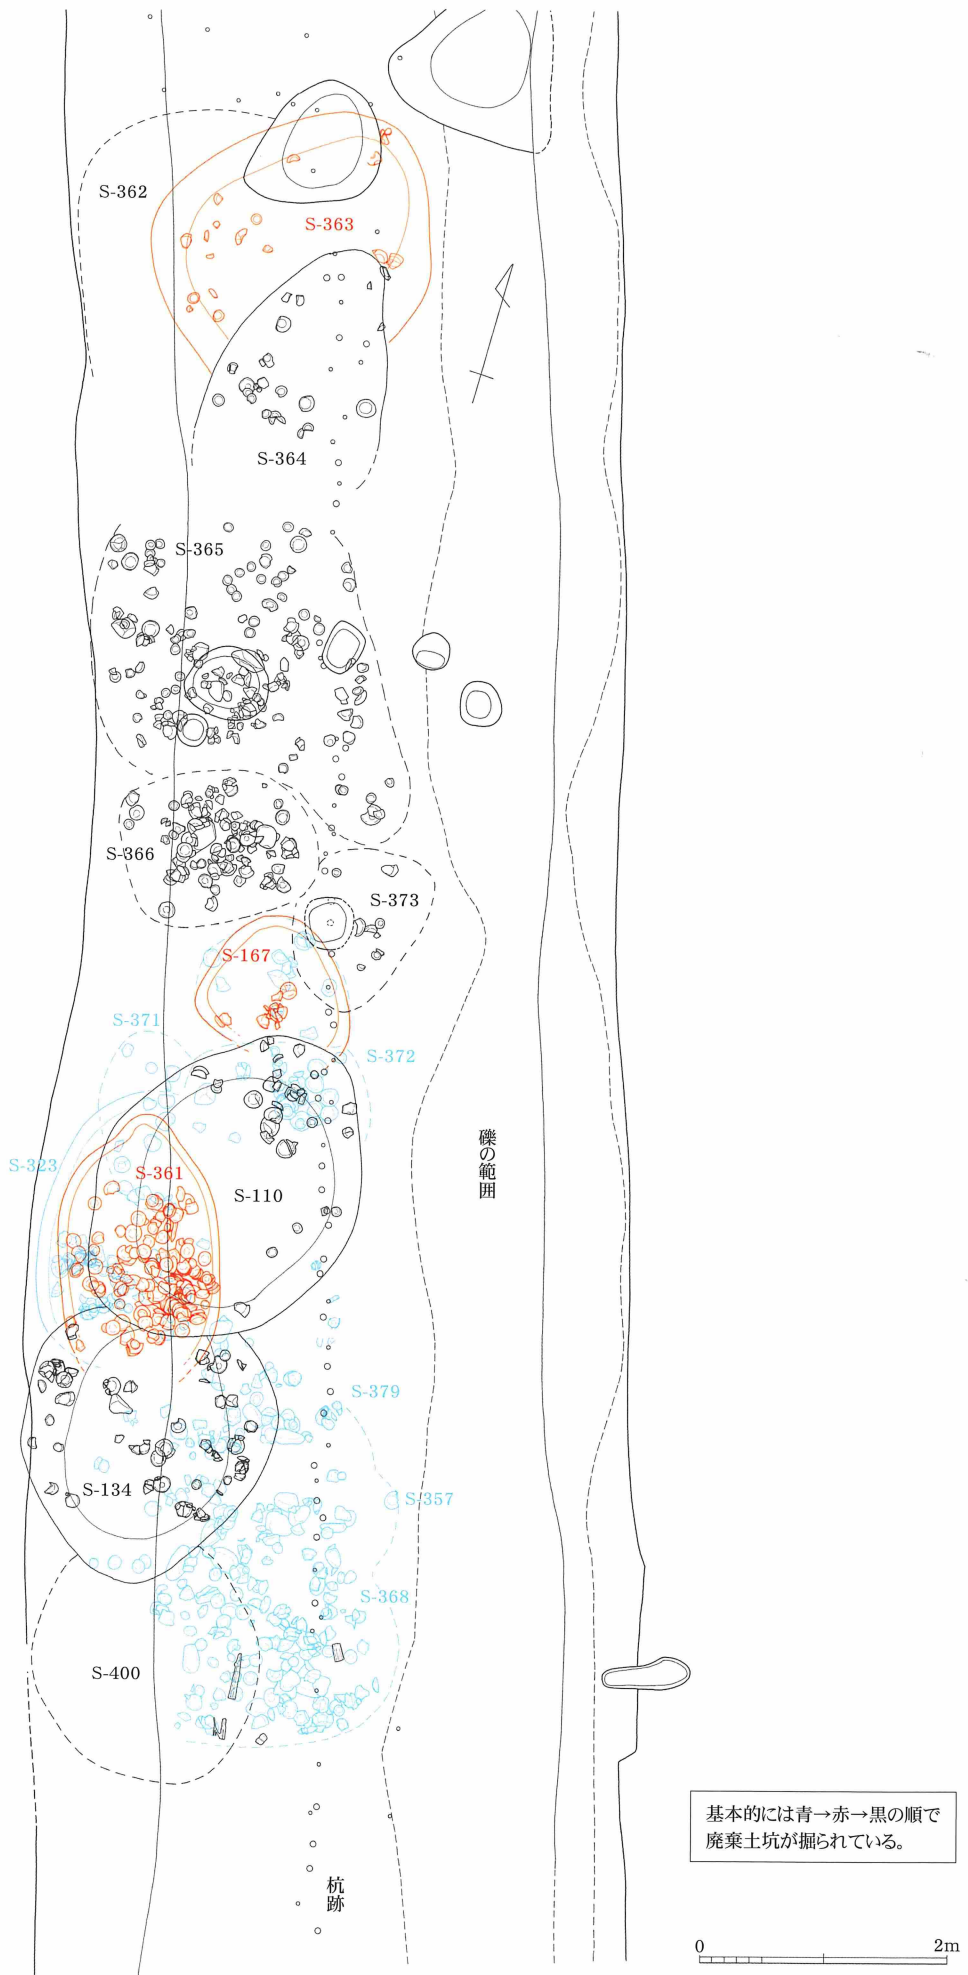 S-362
S-363
S-364
S-365
S-366
S-373
S-167
S-371
S-372
礫の範囲
S-323
S-361
S-110
S-379
S-134
S-357
S-368
S-400
基本的には青→赤→黒の順で
廃棄土坑が掘られている。
杭跡
0 2m